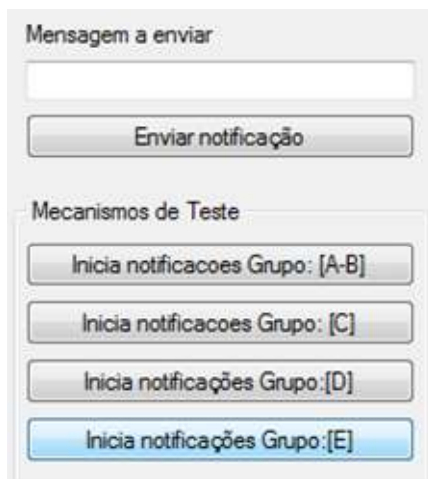 Mensagem a enviar
Enviar notificação
Mecanismos de Teste
Inicia notificacoes Grupo: [A-B]
Inicia notificacoes Grupo: [C]
Inicia notificações Grupo:[D]
Inicia notificações Grupo:[E]